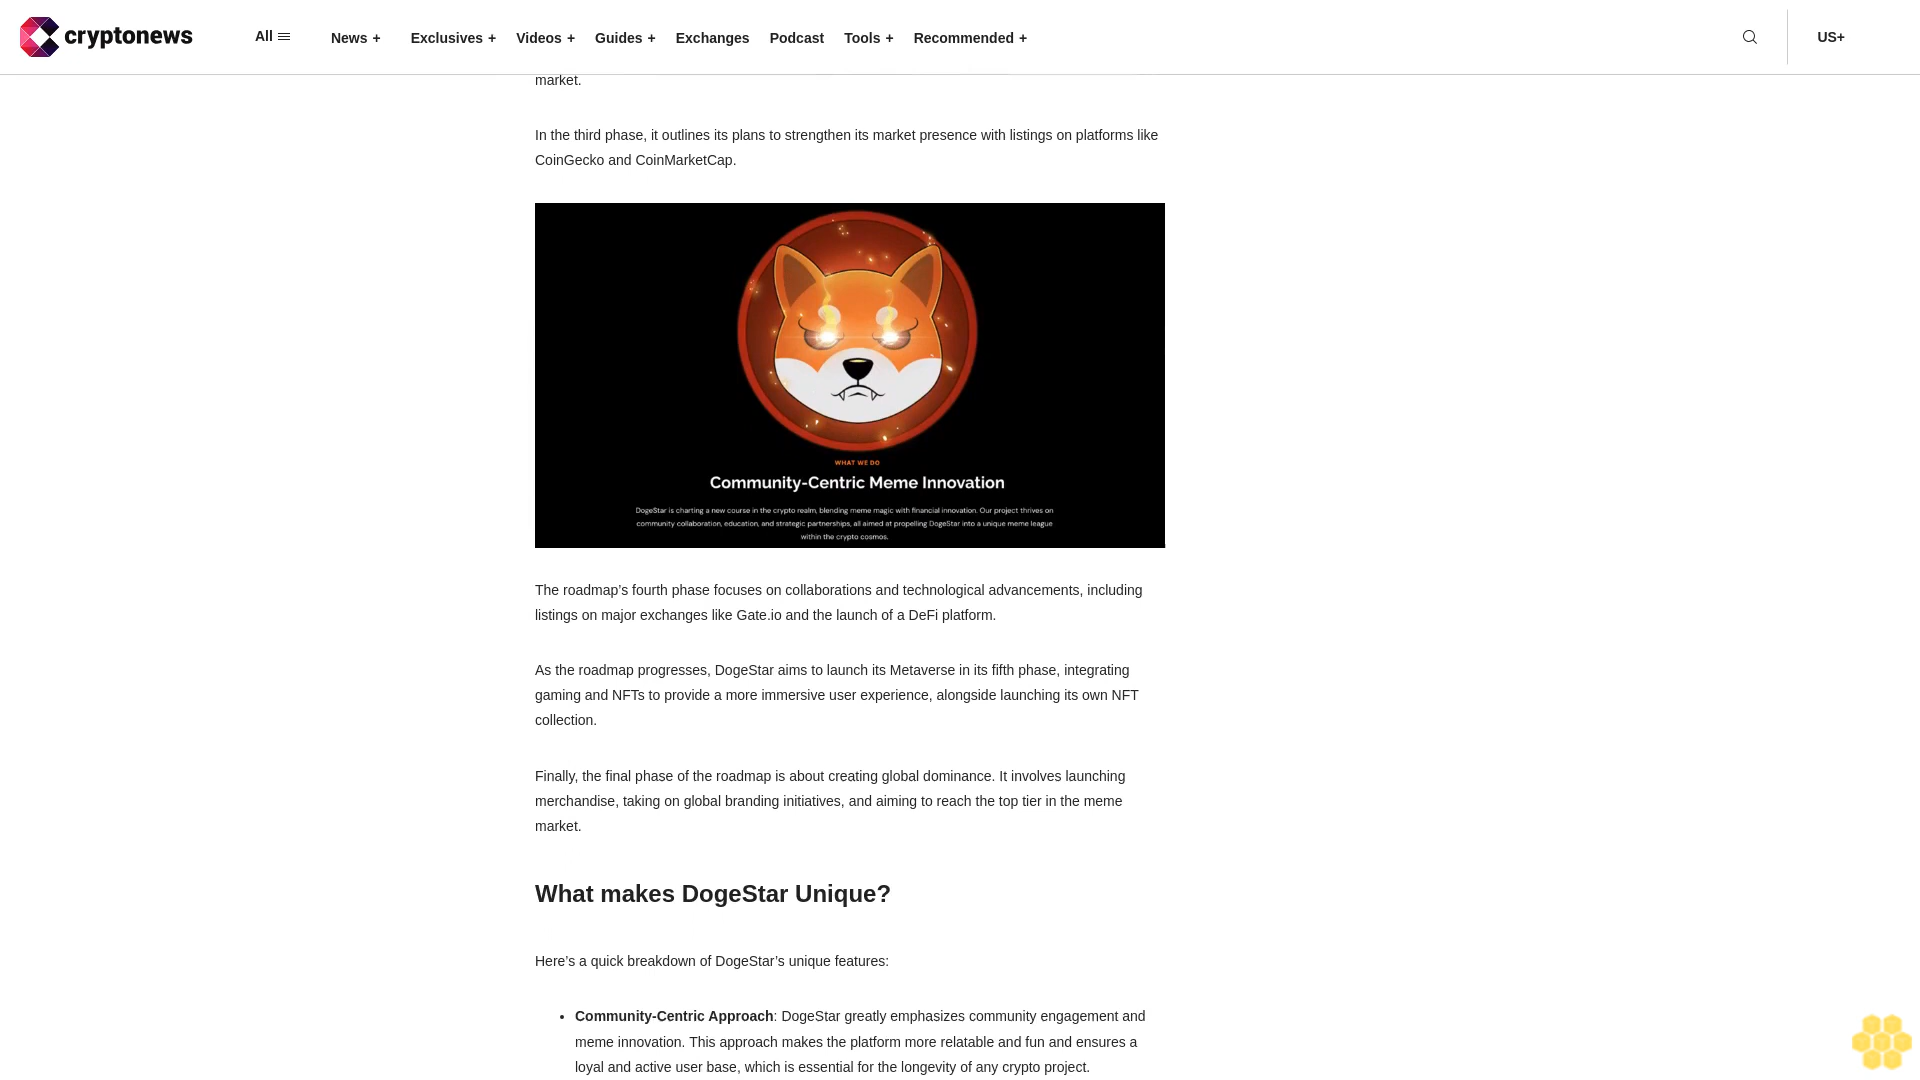 cryptonews
All
News +
Exclusives +
Videos +
Guides +
Exchanges
Podcast
Tools +
Recommended +
US+
market.
In the third phase, it outlines its plans to strengthen its market presence with listings on platforms like
CoinGecko and CoinMarketCap.
WHAT WE DO
Community-Centric Meme Innovation
DogeStar is charting a new course in the crypto realm, blending meme magic with financial innovation. Our project thrives on
community collaboration, education, and strategic partnerships, all aimed at propelling DogeStar into a unique meme league
within the crypto cosmos.
The roadmap’s fourth phase focuses on collaborations and technological advancements, including
listings on major exchanges like Gate.io and the launch of a DeFi platform.
As the roadmap progresses, DogeStar aims to launch its Metaverse in its fifth phase, integrating
gaming and NFTs to provide a more immersive user experience, alongside launching its own NFT
collection.
Finally, the final phase of the roadmap is about creating global dominance. It involves launching
merchandise, taking on global branding initiatives, and aiming to reach the top tier in the meme
market.
What makes DogeStar Unique?
Here’s a quick breakdown of DogeStar’s unique features:
• Community-Centric Approach: DogeStar greatly emphasizes community engagement and
meme innovation. This approach makes the platform more relatable and fun and ensures a
loyal and active user base, which is essential for the longevity of any crypto project.